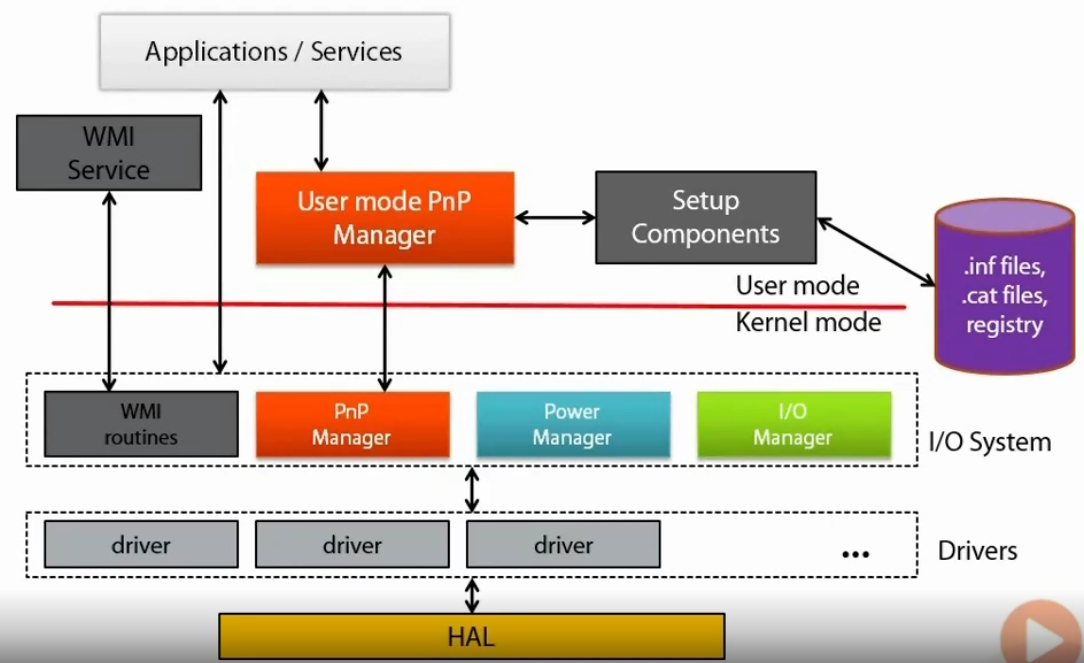 Applications / Services
WMI
Service
User mode PnP
Manager
Setup
Components
.inf files,
.cat files,
registry
User mode
Kernel mode
WMI
routines
PnP
Manager
Power
Manager
I/O
Manager
I/O System
driver
driver
driver
...
Drivers
HAL